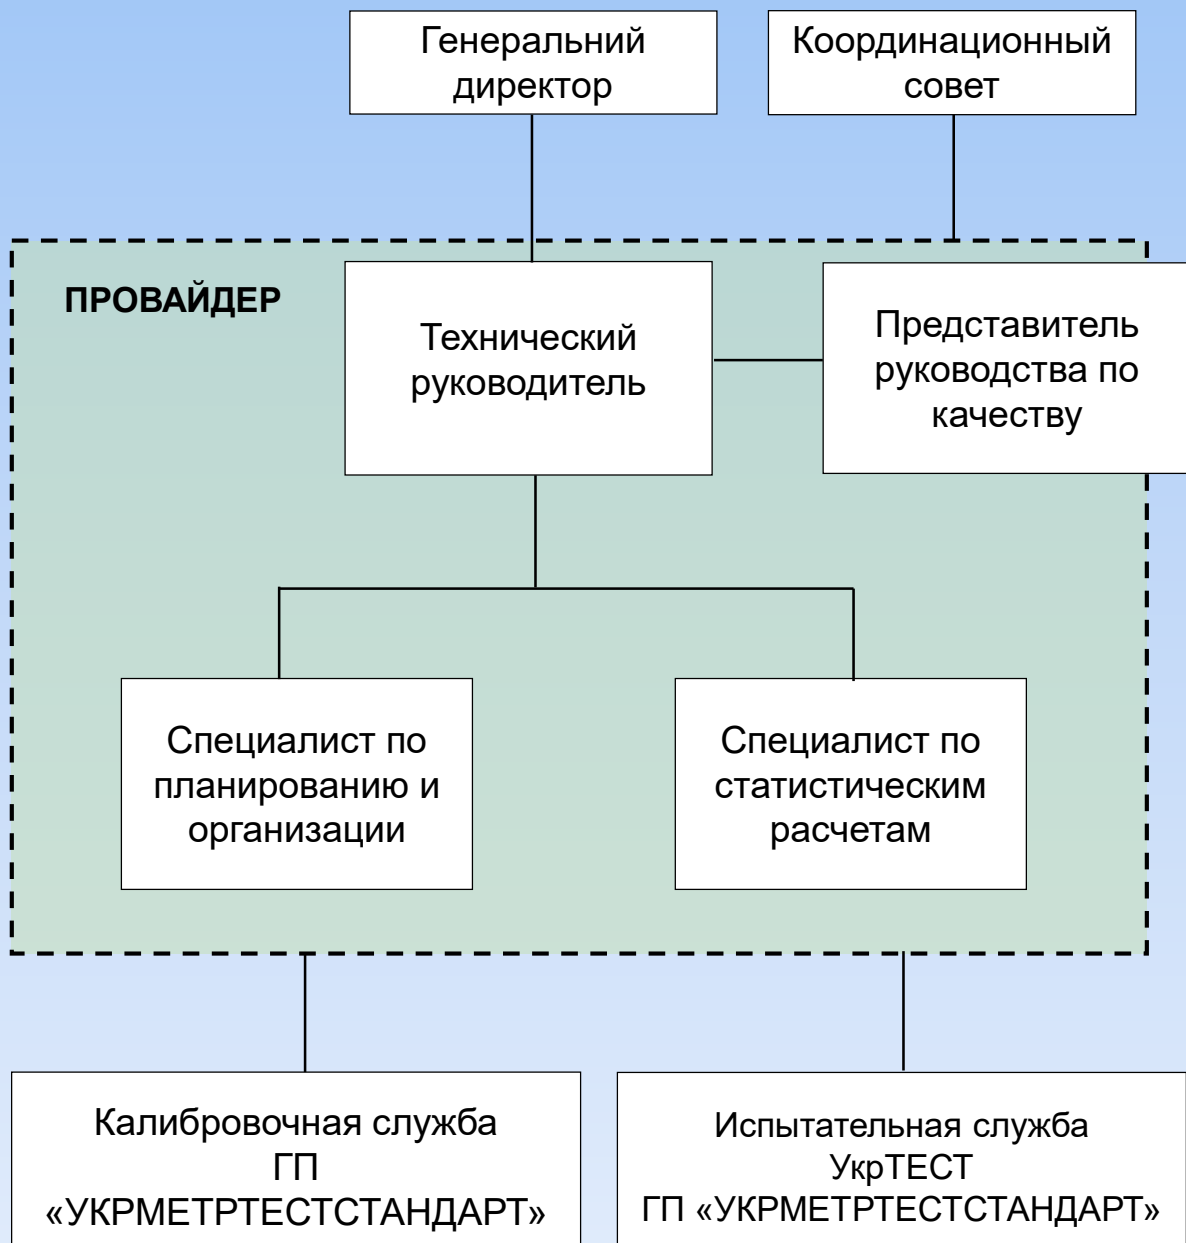 Генеральний
директор
Координационный
совет
ПРОВАЙДЕР
Технический
руководитель
Представитель
руководства по
качеству
Специалист по
планированию и
организации
Специалист по
статистическим
расчетам
Калибровочная служба
ГП
«УКРМЕТРТЕСТСТАНДАРТ»
Испытательная служба
УкрТЕСТ
ГП «УКРМЕТРТЕСТСТАНДАРТ»